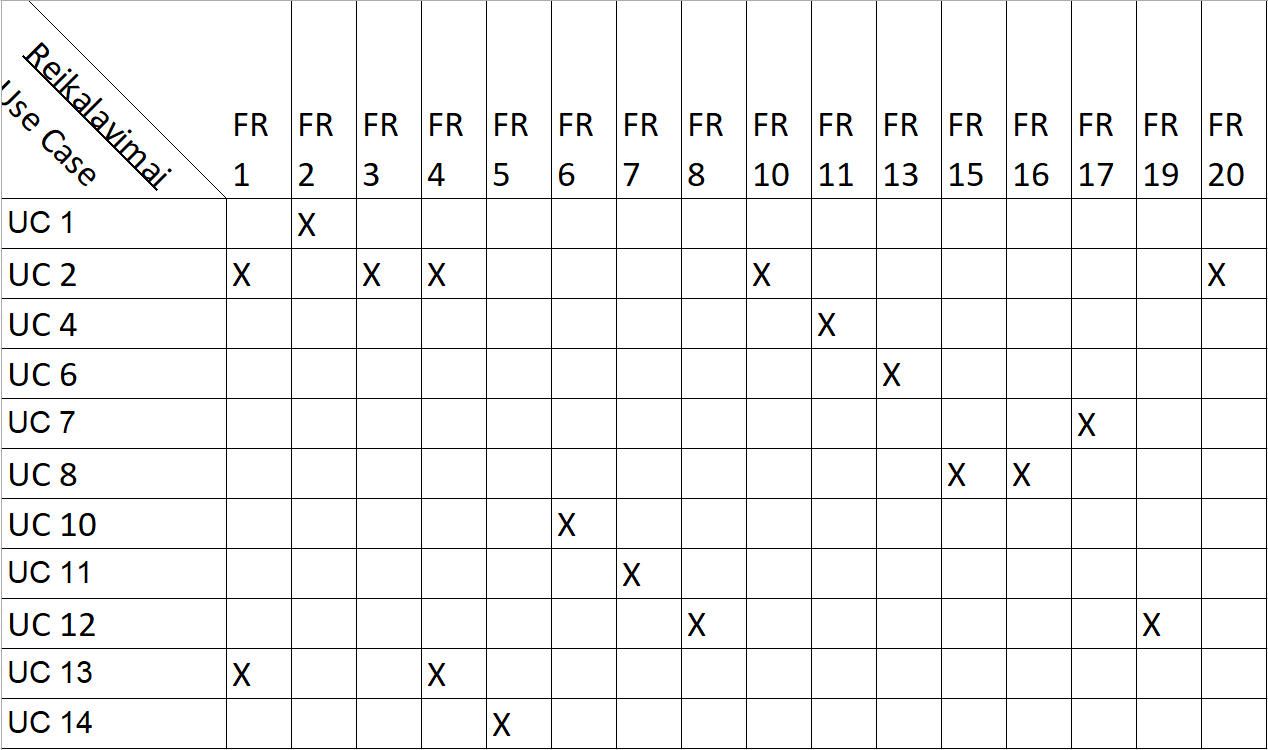 Reikalavimai
Use Case
FR 1 FR 2 FR 3 FR 4 FR 5 FR 6 FR 7 FR 8 FR 10 FR 11 FR 13 FR 15 FR 16 FR 17 FR 19 FR 20
UC 1 X
UC 2 X X X X X
UC 4 X
UC 6 X
UC 7 X
UC 8 X X
UC 10 X
UC 11 X
UC 12 X X
UC 13 X X
UC 14 X